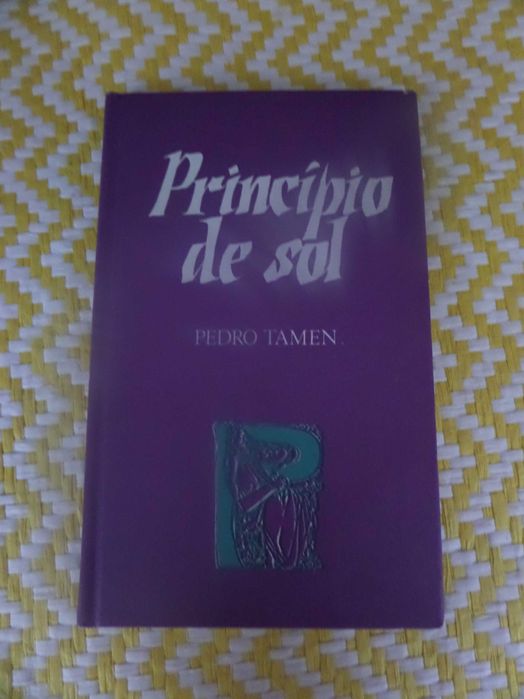 Princípio
de sol
PEDRO TAMEN
P